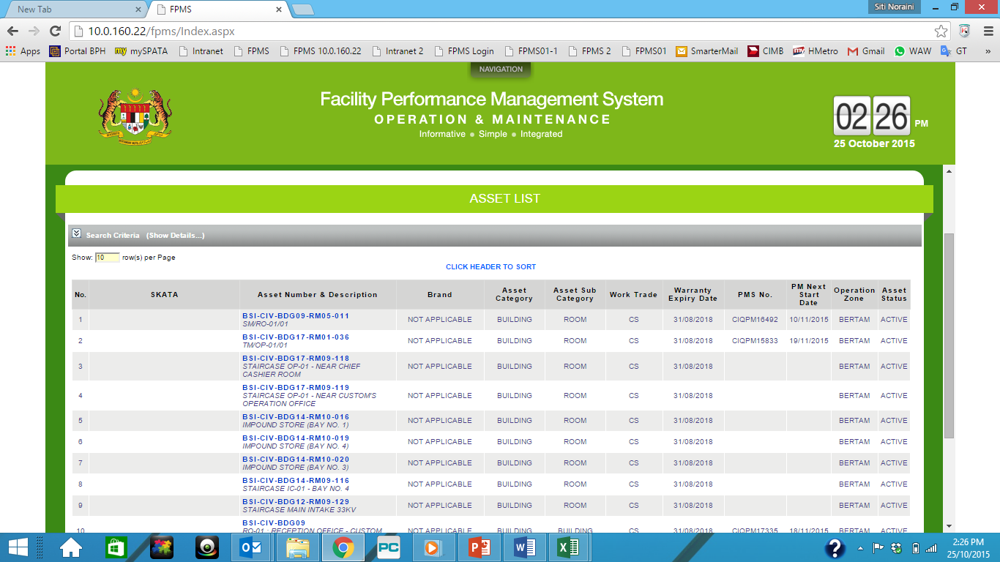 New Tab
FPMS
Siti Noraini
10.0.160.22/fpms/Index.aspx
Apps Portal BPH my mySPATA Intranet FPMS FPMS 10.0.160.22 Intranet 2 FPMS Login FPMS01-1 FPMS 2 FPMS01 SmarterMail CIMB HMetro Gmail WAW GT »
NAVIGATION
Facility Performance Management System
OPERATION & MAINTENANCE
Informative ● Simple ● Integrated
02 26 PM
25 October 2015
ASSET LIST
Search Criteria (Show Details...)
Show: 10 row(s) per Page
CLICK HEADER TO SORT
No. SKATA Asset Number & Description Brand Asset Category Asset Sub Category Work Trade Warranty Expiry Date PMS No. PM Next Start Date Operation Zone Asset Status
1 BSI-CIV-BDG09-RM05-011 NOT APPLICABLE BUILDING ROOM CS 31/08/2018 CIQPM16492 10/11/2015 BERTAM ACTIVE
SM/RO-01/01
2 BSI-CIV-BDG17-RM01-036 NOT APPLICABLE BUILDING ROOM CS 31/08/2018 CIQPM15833 19/11/2015 BERTAM ACTIVE
TM/OP-01/01
3 BSI-CIV-BDG17-RM09-118 NOT APPLICABLE BUILDING ROOM CS 31/08/2018 BERTAM ACTIVE
STAIRCASE OP-01 - NEAR CHIEF
CASHIER ROOM
4 BSI-CIV-BDG17-RM09-119 NOT APPLICABLE BUILDING ROOM CS 31/08/2018 BERTAM ACTIVE
STAIRCASE OP-01 - NEAR CUSTOM'S
OPERATION OFFICE
5 BSI-CIV-BDG14-RM10-016 NOT APPLICABLE BUILDING ROOM CS 31/08/2018 BERTAM ACTIVE
IMPOUND STORE (BAY NO. 1)
6 BSI-CIV-BDG14-RM10-019 NOT APPLICABLE BUILDING ROOM CS 31/08/2018 BERTAM ACTIVE
IMPOUND STORE (BAY NO. 4)
7 BSI-CIV-BDG14-RM10-020 NOT APPLICABLE BUILDING ROOM CS 31/08/2018 BERTAM ACTIVE
IMPOUND STORE (BAY NO. 3)
8 BSI-CIV-BDG14-RM09-116 NOT APPLICABLE BUILDING ROOM CS 31/08/2018 BERTAM ACTIVE
STAIRCASE IC-01 - BAY NO. 4
9 BSI-CIV-BDG12-RM09-129 NOT APPLICABLE BUILDING ROOM CS 31/08/2018 BERTAM ACTIVE
STAIRCASE MAIN INTAKE 33KV
10 BSI-CIV-BDG09 NOT APPLICABLE BUILDING BUILDING CS 31/08/2018 CIQPM17335 18/11/2015 BERTAM ACTIVE
RO-01 : RECEPTION OFFICE - CUSTOM
PC
2:26 PM
25/10/2015